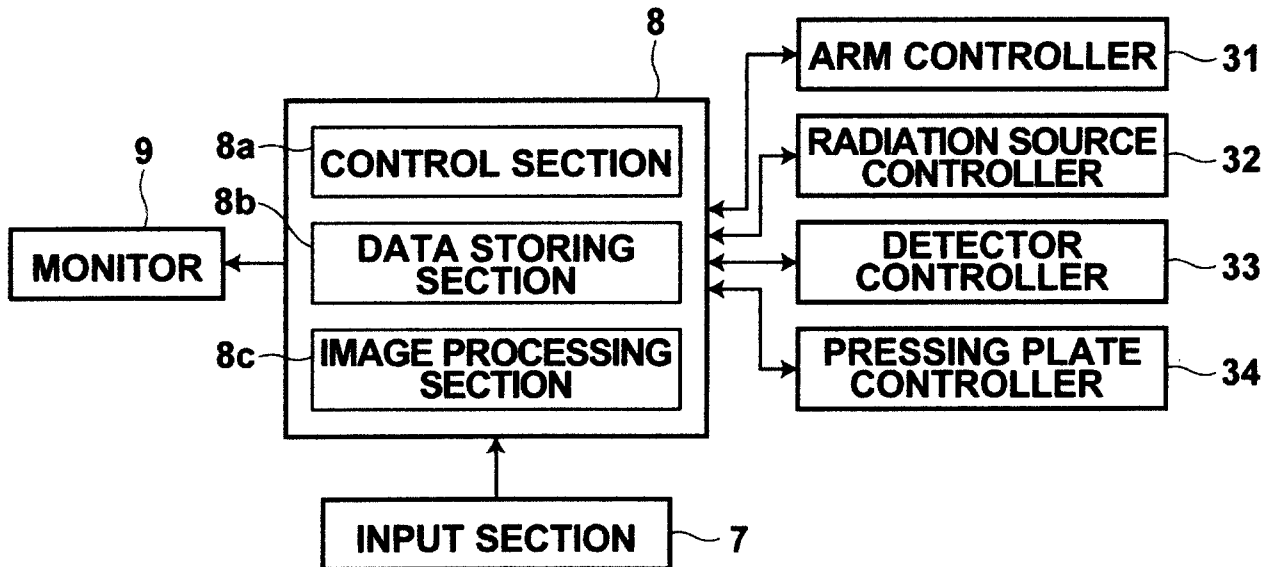 8
ARM CONTROLLER
31
9
8a
CONTROL SECTION
RADIATION SOURCE
CONTROLLER
32
8b
MONITOR
DATA STORING
SECTION
DETECTOR
CONTROLLER
33
8c
IMAGE PROCESSING
SECTION
PRESSING PLATE
CONTROLLER
34
INPUT SECTION
7